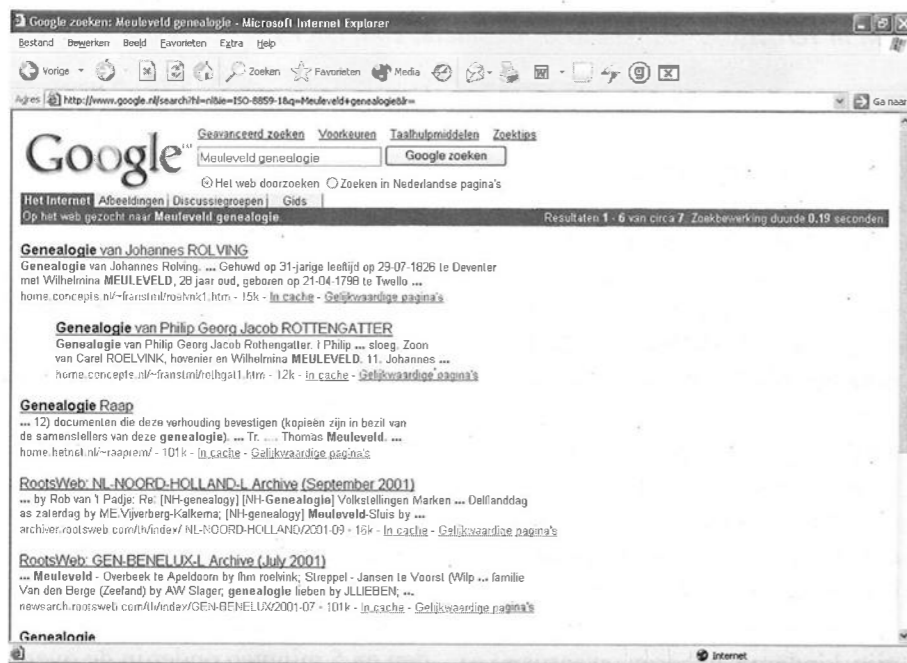 Google zoeken: Meuleveld genealogie - Microsoft Internet Explorer
Bestand Bewerken Beeld Favorieten Extra Help
Vorige Zoeken Favorieten Media
Adres http://www.google.nl/search?hl=nl&ie=ISO-8859-1&q=Meuleveld+genealogie&lr= Ga naar
Geavanceerd zoeken Voorkeuren Taalhulpmiddelen Zoektips
Google
Meuleveld genealogie Google zoeken
Het web doorzoeken Zoeken in Nederlandse pagina's
Het Internet Afbeeldingen Discussiegroepen Gids
Op het web gezocht naar Meuleveld genealogie. Resultaten 1 - 6 van circa 7. Zoekbewerking duurde 0.19 seconden.
Genealogie van Johannes ROLVING
Genealogie van Johannes Rolving. ... Gehuwd op 31-jarige leeftijd op 29-07-1826 te Deventer
met Wilhelmina MEULEVELD, 28 jaar oud, geboren op 21-04-1798 te Twello ...
home.concepts.nl/~franstml/roelvnk1.htm - 15k - In cache - Gelijkwaardige pagina's
Genealogie van Philip Georg Jacob ROTTENGATTER
Genealogie van Philip Georg Jacob Rothengatter. I Philip ... sloeg. Zoon
van Carel ROELVINK, hovenier en Wilhelmina MEULEVELD. 11. Johannes ...
home.concepts.nl/~franstml/rothgat1.htm - 12k - In cache - Gelijkwaardige pagina's
Genealogie Raap
... 12) documenten die deze verhouding bevestigen (kopieën zijn in bezit van
de samenstellers van deze genealogie). ... Tr. ... Thomas Meuleveld. ...
home.hetnet.nl/~raaprem/ - 101k - In cache - Gelijkwaardige pagina's
RootsWeb: NL-NOORD-HOLLAND-L Archive (September 2001)
... by Rob van 't Padje: Re: [NH-genealogy] [NH-Genealogie] Volkstellingen Marken ... Delflanddag
as zaterdag by ME.Vijverberg-Kalkema; [NH-genealogy] Meuleveld-Sluis by ...
archiver.rootsweb.com/th/index/ NL-NOORD-HOLLAND/2001-09 - 16k - In cache - Gelijkwaardige pagina's
RootsWeb: GEN-BENELUX-L Archive (July 2001)
... Meuleveld - Overbeek te Apeldoorn by fhm roelvink; Streppel - Jansen te Voorst (Wilp ... familie
Van den Berge (Zeeland) by AW Slager; genealogie lieben by JLLIEBEN; ...
newsarch.rootsweb.com/th/index/GEN-BENELUX/2001-07 - 101k - In cache - Gelijkwaardige pagina's
Genealogie
Internet